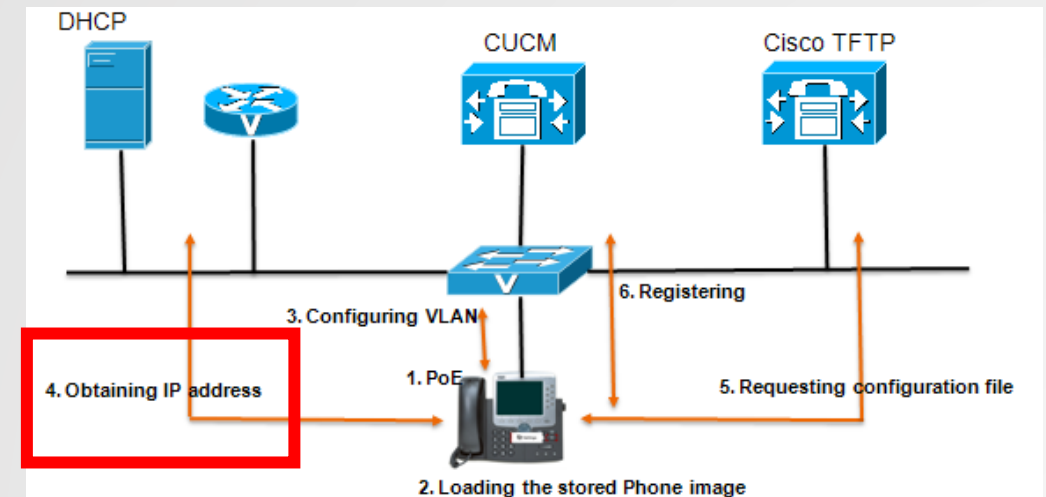 DHCP
CUCM
Cisco TFTP
V
V
6. Registering
3. Configuring VLAN
1. PoE
4. Obtaining IP address
5. Requesting configuration file
2. Loading the stored Phone image